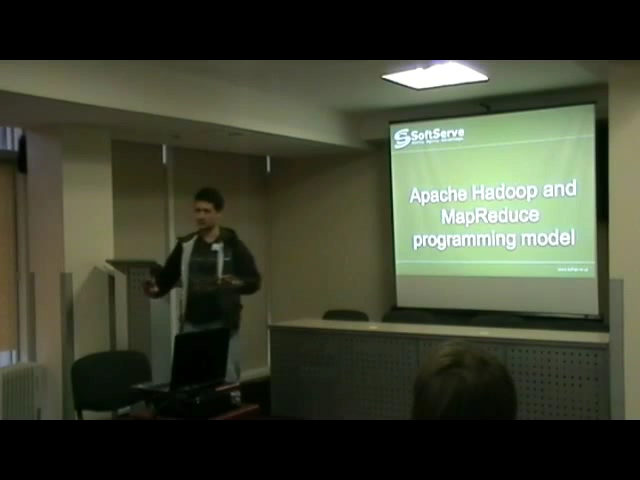 SoftServe
Apache Hadoop and
MapReduce
programming model